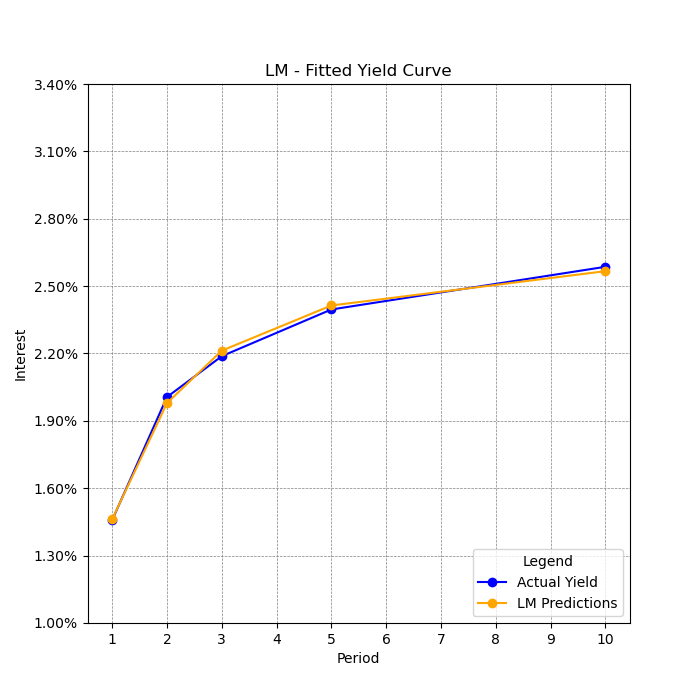 LM - Fitted Yield Curve
3.40%
3.10%
2.80%
2.50%
2.20%
1.90%
1.60%
1.30%
1.00%
Interest
Legend
Actual Yield
LM Predictions
1 2 3 4 5 6 7 8 9 10
Period